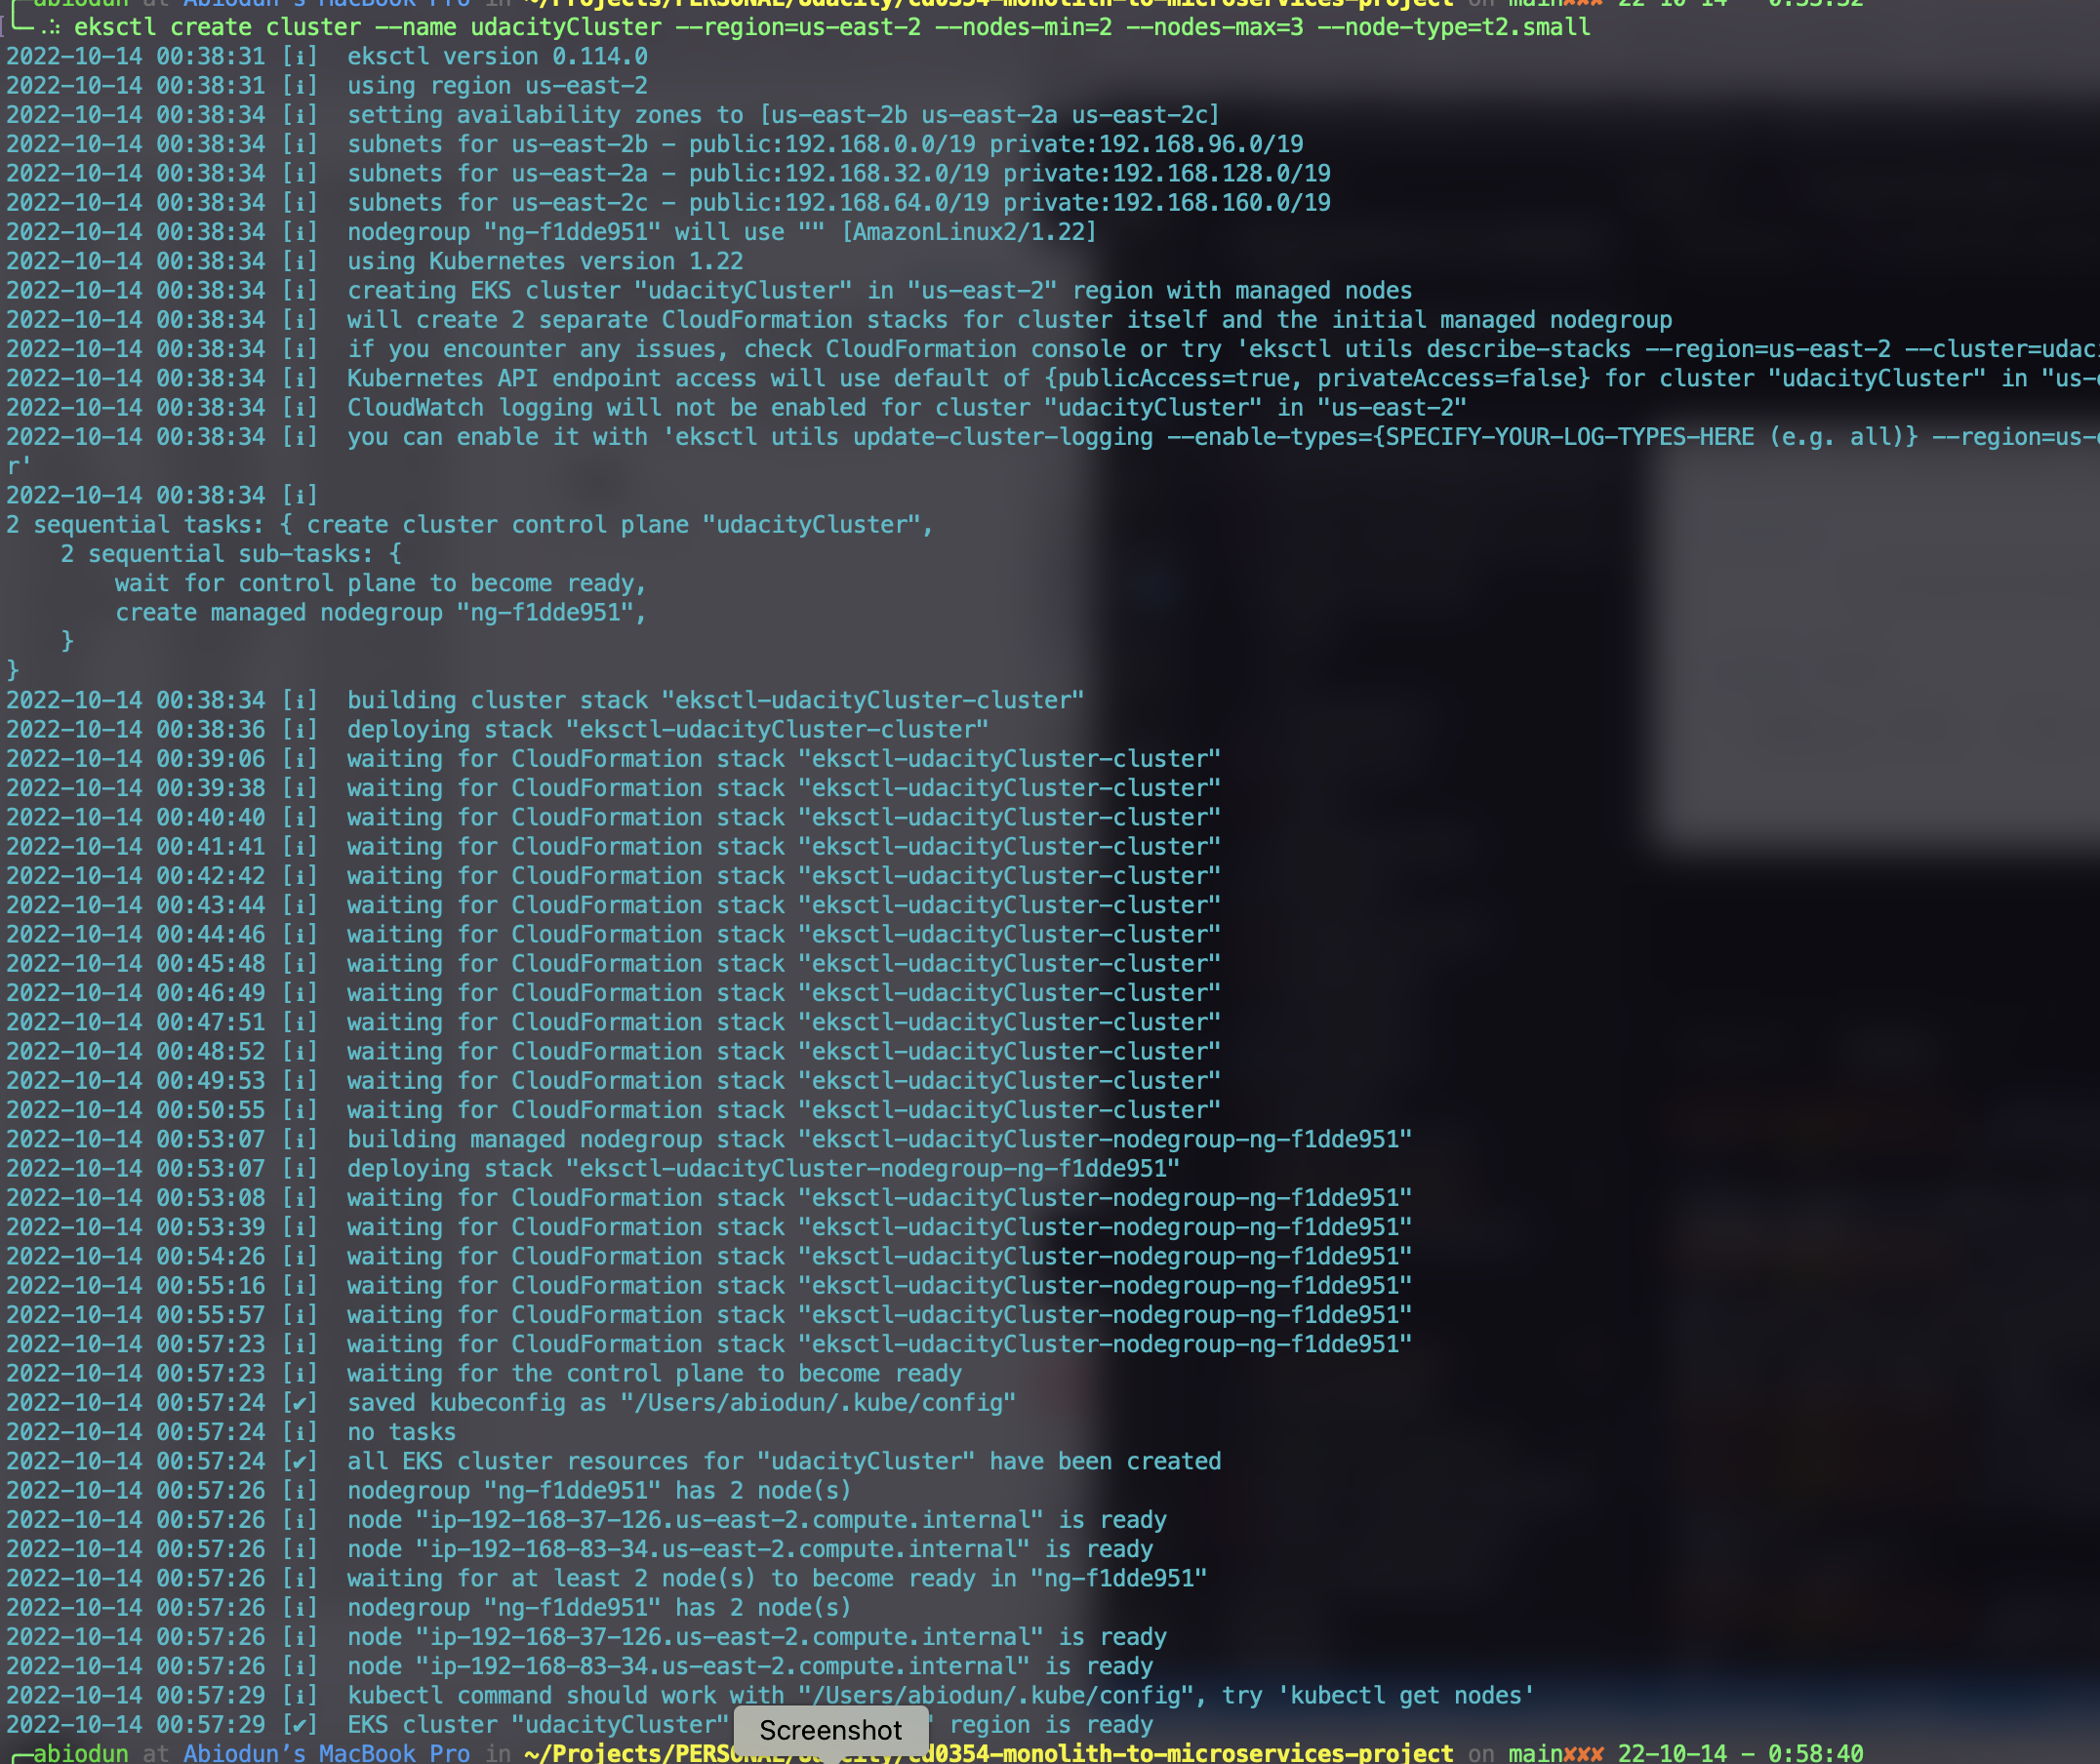 ╭─abiodun at Abiodun's MacBook Pro in ~/Projects/PERSONAL/Udacity/cd0354-monolith-to-microservices-project on main✘✘✘ 22-10-14 - 0:35:32
╰─.:: eksctl create cluster --name udacityCluster --region=us-east-2 --nodes-min=2 --nodes-max=3 --node-type=t2.small
2022-10-14 00:38:31 [ℹ]  eksctl version 0.114.0
2022-10-14 00:38:31 [ℹ]  using region us-east-2
2022-10-14 00:38:34 [ℹ]  setting availability zones to [us-east-2b us-east-2a us-east-2c]
2022-10-14 00:38:34 [ℹ]  subnets for us-east-2b - public:192.168.0.0/19 private:192.168.96.0/19
2022-10-14 00:38:34 [ℹ]  subnets for us-east-2a - public:192.168.32.0/19 private:192.168.128.0/19
2022-10-14 00:38:34 [ℹ]  subnets for us-east-2c - public:192.168.64.0/19 private:192.168.160.0/19
2022-10-14 00:38:34 [ℹ]  nodegroup "ng-f1dde951" will use "" [AmazonLinux2/1.22]
2022-10-14 00:38:34 [ℹ]  using Kubernetes version 1.22
2022-10-14 00:38:34 [ℹ]  creating EKS cluster "udacityCluster" in "us-east-2" region with managed nodes
2022-10-14 00:38:34 [ℹ]  will create 2 separate CloudFormation stacks for cluster itself and the initial managed nodegroup
2022-10-14 00:38:34 [ℹ]  if you encounter any issues, check CloudFormation console or try 'eksctl utils describe-stacks --region=us-east-2 --cluster=udac
2022-10-14 00:38:34 [ℹ]  Kubernetes API endpoint access will use default of {publicAccess=true, privateAccess=false} for cluster "udacityCluster" in "us-
2022-10-14 00:38:34 [ℹ]  CloudWatch logging will not be enabled for cluster "udacityCluster" in "us-east-2"
2022-10-14 00:38:34 [ℹ]  you can enable it with 'eksctl utils update-cluster-logging --enable-types={SPECIFY-YOUR-LOG-TYPES-HERE (e.g. all)} --region=us-
r'
2022-10-14 00:38:34 [ℹ]
2 sequential tasks: { create cluster control plane "udacityCluster",
    2 sequential sub-tasks: {
        wait for control plane to become ready,
        create managed nodegroup "ng-f1dde951",
    }
}
2022-10-14 00:38:34 [ℹ]  building cluster stack "eksctl-udacityCluster-cluster"
2022-10-14 00:38:36 [ℹ]  deploying stack "eksctl-udacityCluster-cluster"
2022-10-14 00:39:06 [ℹ]  waiting for CloudFormation stack "eksctl-udacityCluster-cluster"
2022-10-14 00:39:38 [ℹ]  waiting for CloudFormation stack "eksctl-udacityCluster-cluster"
2022-10-14 00:40:40 [ℹ]  waiting for CloudFormation stack "eksctl-udacityCluster-cluster"
2022-10-14 00:41:41 [ℹ]  waiting for CloudFormation stack "eksctl-udacityCluster-cluster"
2022-10-14 00:42:42 [ℹ]  waiting for CloudFormation stack "eksctl-udacityCluster-cluster"
2022-10-14 00:43:44 [ℹ]  waiting for CloudFormation stack "eksctl-udacityCluster-cluster"
2022-10-14 00:44:46 [ℹ]  waiting for CloudFormation stack "eksctl-udacityCluster-cluster"
2022-10-14 00:45:48 [ℹ]  waiting for CloudFormation stack "eksctl-udacityCluster-cluster"
2022-10-14 00:46:49 [ℹ]  waiting for CloudFormation stack "eksctl-udacityCluster-cluster"
2022-10-14 00:47:51 [ℹ]  waiting for CloudFormation stack "eksctl-udacityCluster-cluster"
2022-10-14 00:48:52 [ℹ]  waiting for CloudFormation stack "eksctl-udacityCluster-cluster"
2022-10-14 00:49:53 [ℹ]  waiting for CloudFormation stack "eksctl-udacityCluster-cluster"
2022-10-14 00:50:55 [ℹ]  waiting for CloudFormation stack "eksctl-udacityCluster-cluster"
2022-10-14 00:53:07 [ℹ]  building managed nodegroup stack "eksctl-udacityCluster-nodegroup-ng-f1dde951"
2022-10-14 00:53:07 [ℹ]  deploying stack "eksctl-udacityCluster-nodegroup-ng-f1dde951"
2022-10-14 00:53:08 [ℹ]  waiting for CloudFormation stack "eksctl-udacityCluster-nodegroup-ng-f1dde951"
2022-10-14 00:53:39 [ℹ]  waiting for CloudFormation stack "eksctl-udacityCluster-nodegroup-ng-f1dde951"
2022-10-14 00:54:26 [ℹ]  waiting for CloudFormation stack "eksctl-udacityCluster-nodegroup-ng-f1dde951"
2022-10-14 00:55:16 [ℹ]  waiting for CloudFormation stack "eksctl-udacityCluster-nodegroup-ng-f1dde951"
2022-10-14 00:55:57 [ℹ]  waiting for CloudFormation stack "eksctl-udacityCluster-nodegroup-ng-f1dde951"
2022-10-14 00:57:23 [ℹ]  waiting for CloudFormation stack "eksctl-udacityCluster-nodegroup-ng-f1dde951"
2022-10-14 00:57:23 [ℹ]  waiting for the control plane to become ready
2022-10-14 00:57:24 [✔]  saved kubeconfig as "/Users/abiodun/.kube/config"
2022-10-14 00:57:24 [ℹ]  no tasks
2022-10-14 00:57:24 [✔]  all EKS cluster resources for "udacityCluster" have been created
2022-10-14 00:57:26 [ℹ]  nodegroup "ng-f1dde951" has 2 node(s)
2022-10-14 00:57:26 [ℹ]  node "ip-192-168-37-126.us-east-2.compute.internal" is ready
2022-10-14 00:57:26 [ℹ]  node "ip-192-168-83-34.us-east-2.compute.internal" is ready
2022-10-14 00:57:26 [ℹ]  waiting for at least 2 node(s) to become ready in "ng-f1dde951"
2022-10-14 00:57:26 [ℹ]  nodegroup "ng-f1dde951" has 2 node(s)
2022-10-14 00:57:26 [ℹ]  node "ip-192-168-37-126.us-east-2.compute.internal" is ready
2022-10-14 00:57:26 [ℹ]  node "ip-192-168-83-34.us-east-2.compute.internal" is ready
2022-10-14 00:57:29 [ℹ]  kubectl command should work with "/Users/abiodun/.kube/config", try 'kubectl get nodes'
2022-10-14 00:57:29 [✔]  EKS cluster "udacityCluster" " region is ready
Screenshot
╭─abiodun at Abiodun's MacBook Pro in ~/Projects/PERSONAL/Udacity/cd0354-monolith-to-microservices-project on main✘✘✘ 22-10-14 - 0:58:40